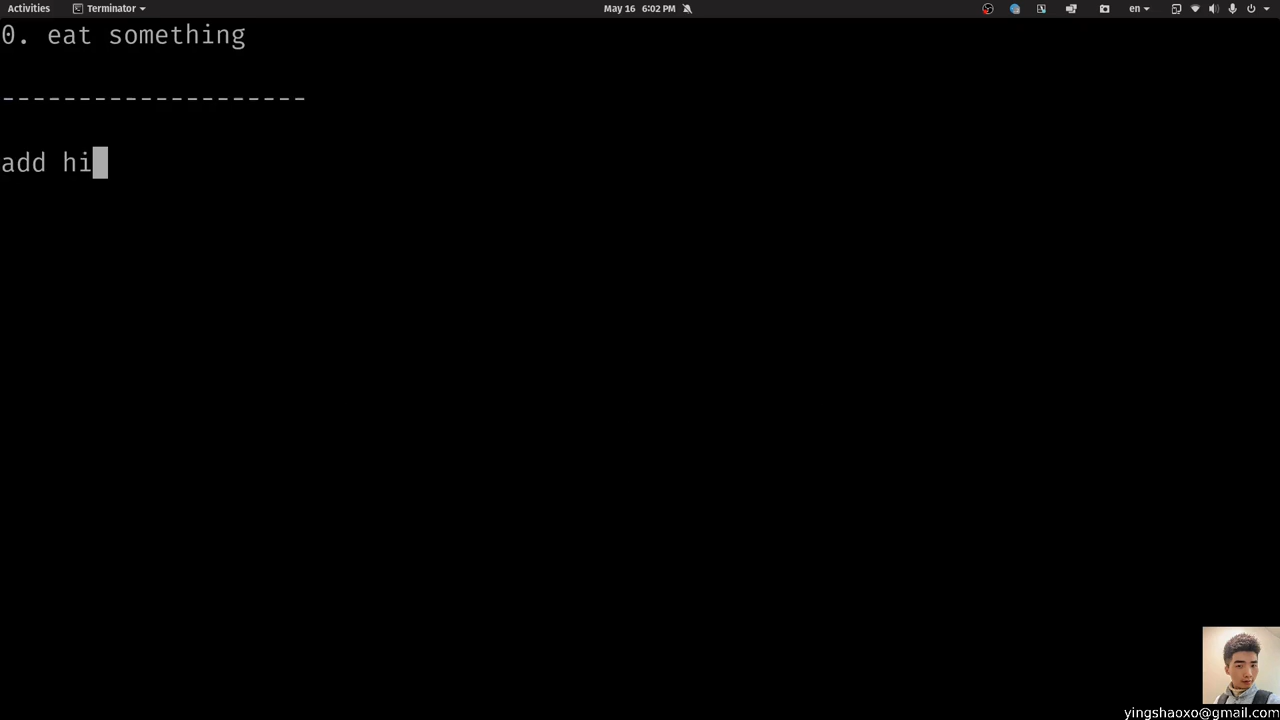 Activities Terminator May 16 6:02 PM en
0. eat something
--------------------
add hi
yingshaoxo@gmail.com